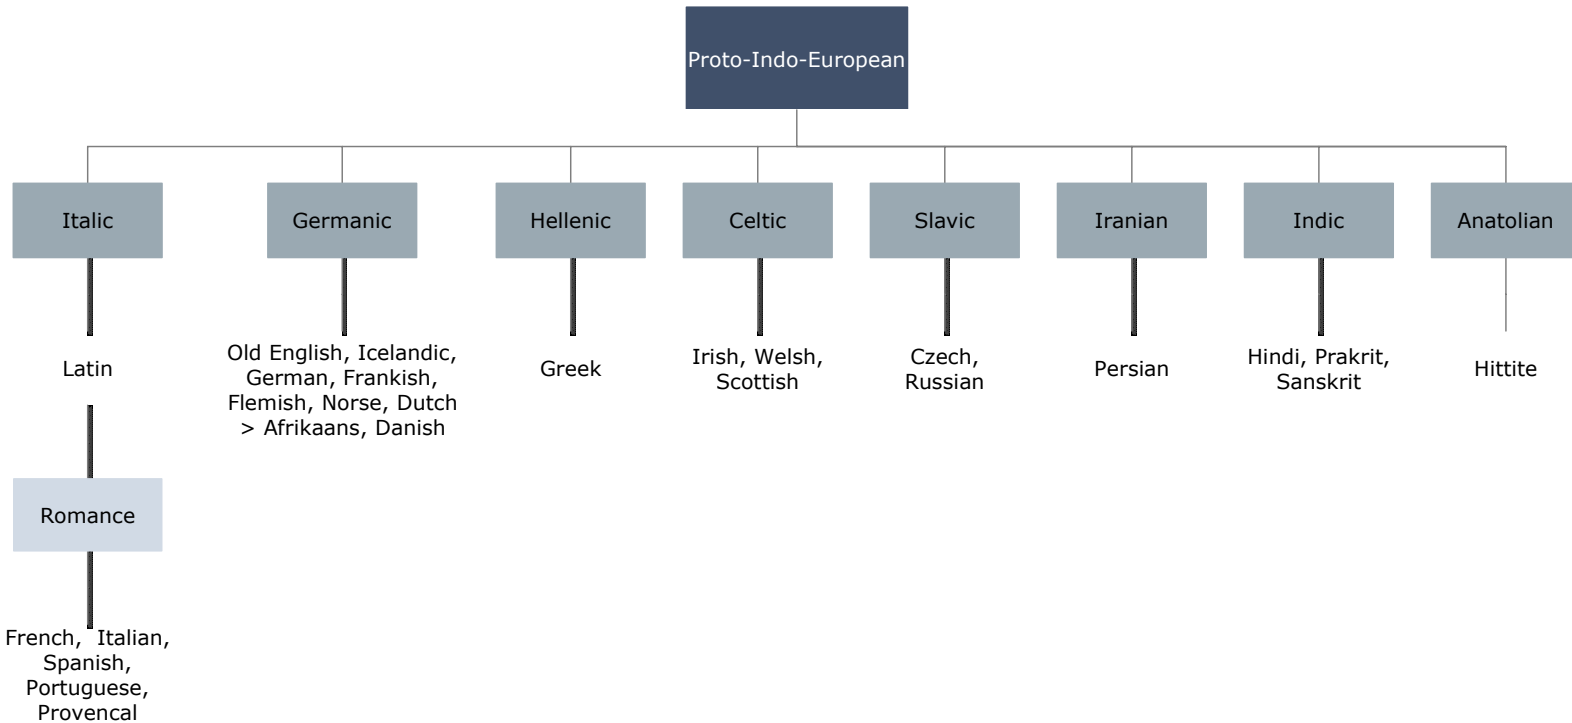 Proto-Indo-European
Italic
Germanic
Hellenic
Celtic
Slavic
Iranian
Indic
Anatolian
Latin
Old English, Icelandic,
German, Frankish,
Flemish, Norse, Dutch
> Afrikaans, Danish
Greek
Irish, Welsh,
Scottish
Czech,
Russian
Persian
Hindi, Prakrit,
Sanskrit
Hittite
Romance
French,  Italian,
Spanish,
Portuguese,
Provencal